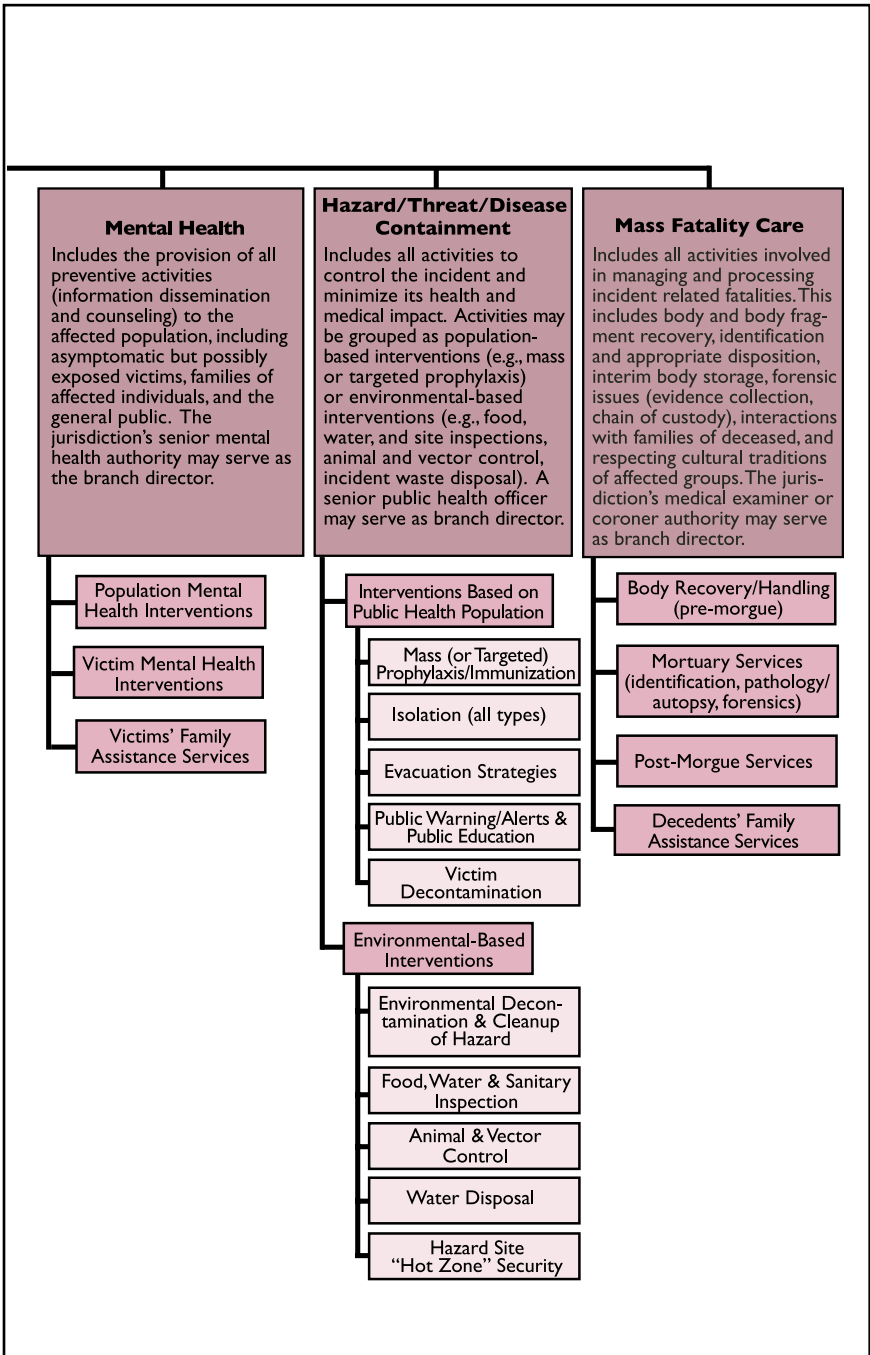 Mental Health
Includes the provision of all
preventive activities
(information dissemination
and counseling) to the
affected population, including
asymptomatic but possibly
exposed victims, families of
affected individuals, and the
general public. The
jurisdiction's senior mental
health authority may serve as
the branch director.
Population Mental
Health Interventions
Victim Mental Health
Interventions
Victims' Family
Assistance Services
Hazard/Threat/Disease
Containment
Includes all activities to
control the incident and
minimize its health and
medical impact. Activities may
be grouped as population-
based interventions (e.g., mass
or targeted prophylaxis)
or environmental-based
interventions (e.g., food,
water, and site inspections,
animal and vector control,
incident waste disposal). A
senior public health officer
may serve as branch director.
Interventions Based on
Public Health Population
Mass (or Targeted)
Prophylaxis/Immunization
Isolation (all types)
Evacuation Strategies
Public Warning/Alerts &
Public Education
Victim
Decontamination
Environmental-Based
Interventions
Environmental Decon-
tamination & Cleanup
of Hazard
Food, Water & Sanitary
Inspection
Animal & Vector
Control
Water Disposal
Hazard Site
"Hot Zone" Security
Mass Fatality Care
Includes all activities involved
in managing and processing
incident related fatalities. This
includes body and body frag-
ment recovery, identification
and appropriate disposition,
interim body storage, forensic
issues (evidence collection,
chain of custody), interactions
with families of deceased, and
respecting cultural traditions
of affected groups. The juris-
diction's medical examiner or
coroner authority may serve
as branch director.
Body Recovery/Handling
(pre-morgue)
Mortuary Services
(identification, pathology/
autopsy, forensics)
Post-Morgue Services
Decedents' Family
Assistance Services